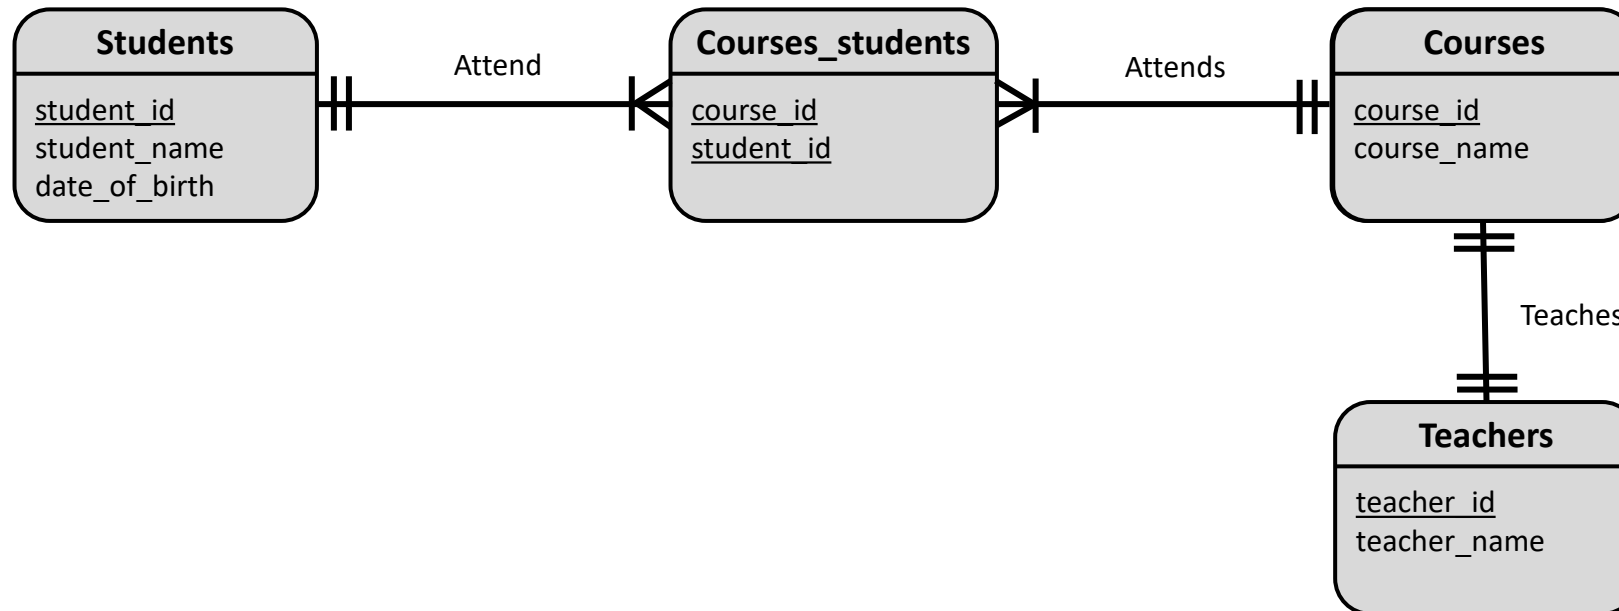 Students
student_id
student_name
date_of_birth
Attend
Courses_students
course_id
student_id
Attends
Courses
course_id
course_name
Teaches
Teachers
teacher_id
teacher_name